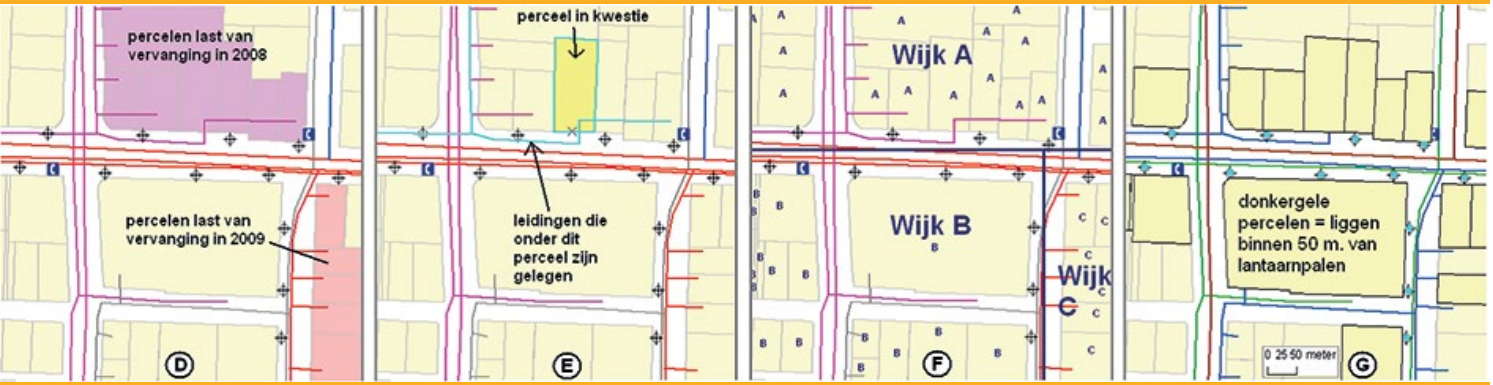 percelen last van
vervanging in 2008
percelen last van
vervanging in 2009
D
perceel in kwestie
leidingen die
onder dit
perceel zijn
gelegen
E
A
A
A
A
A
A
A
A
A
A
A
A
A
Wijk A
B
B
Wijk B
B
B
B
B
B
B
B
B
B
B
B
C
C
Wijk
C
C
C
C
F
donkergele
percelen = liggen
binnen 50 m. van
lantaarnpalen
0 25 50 meter
G